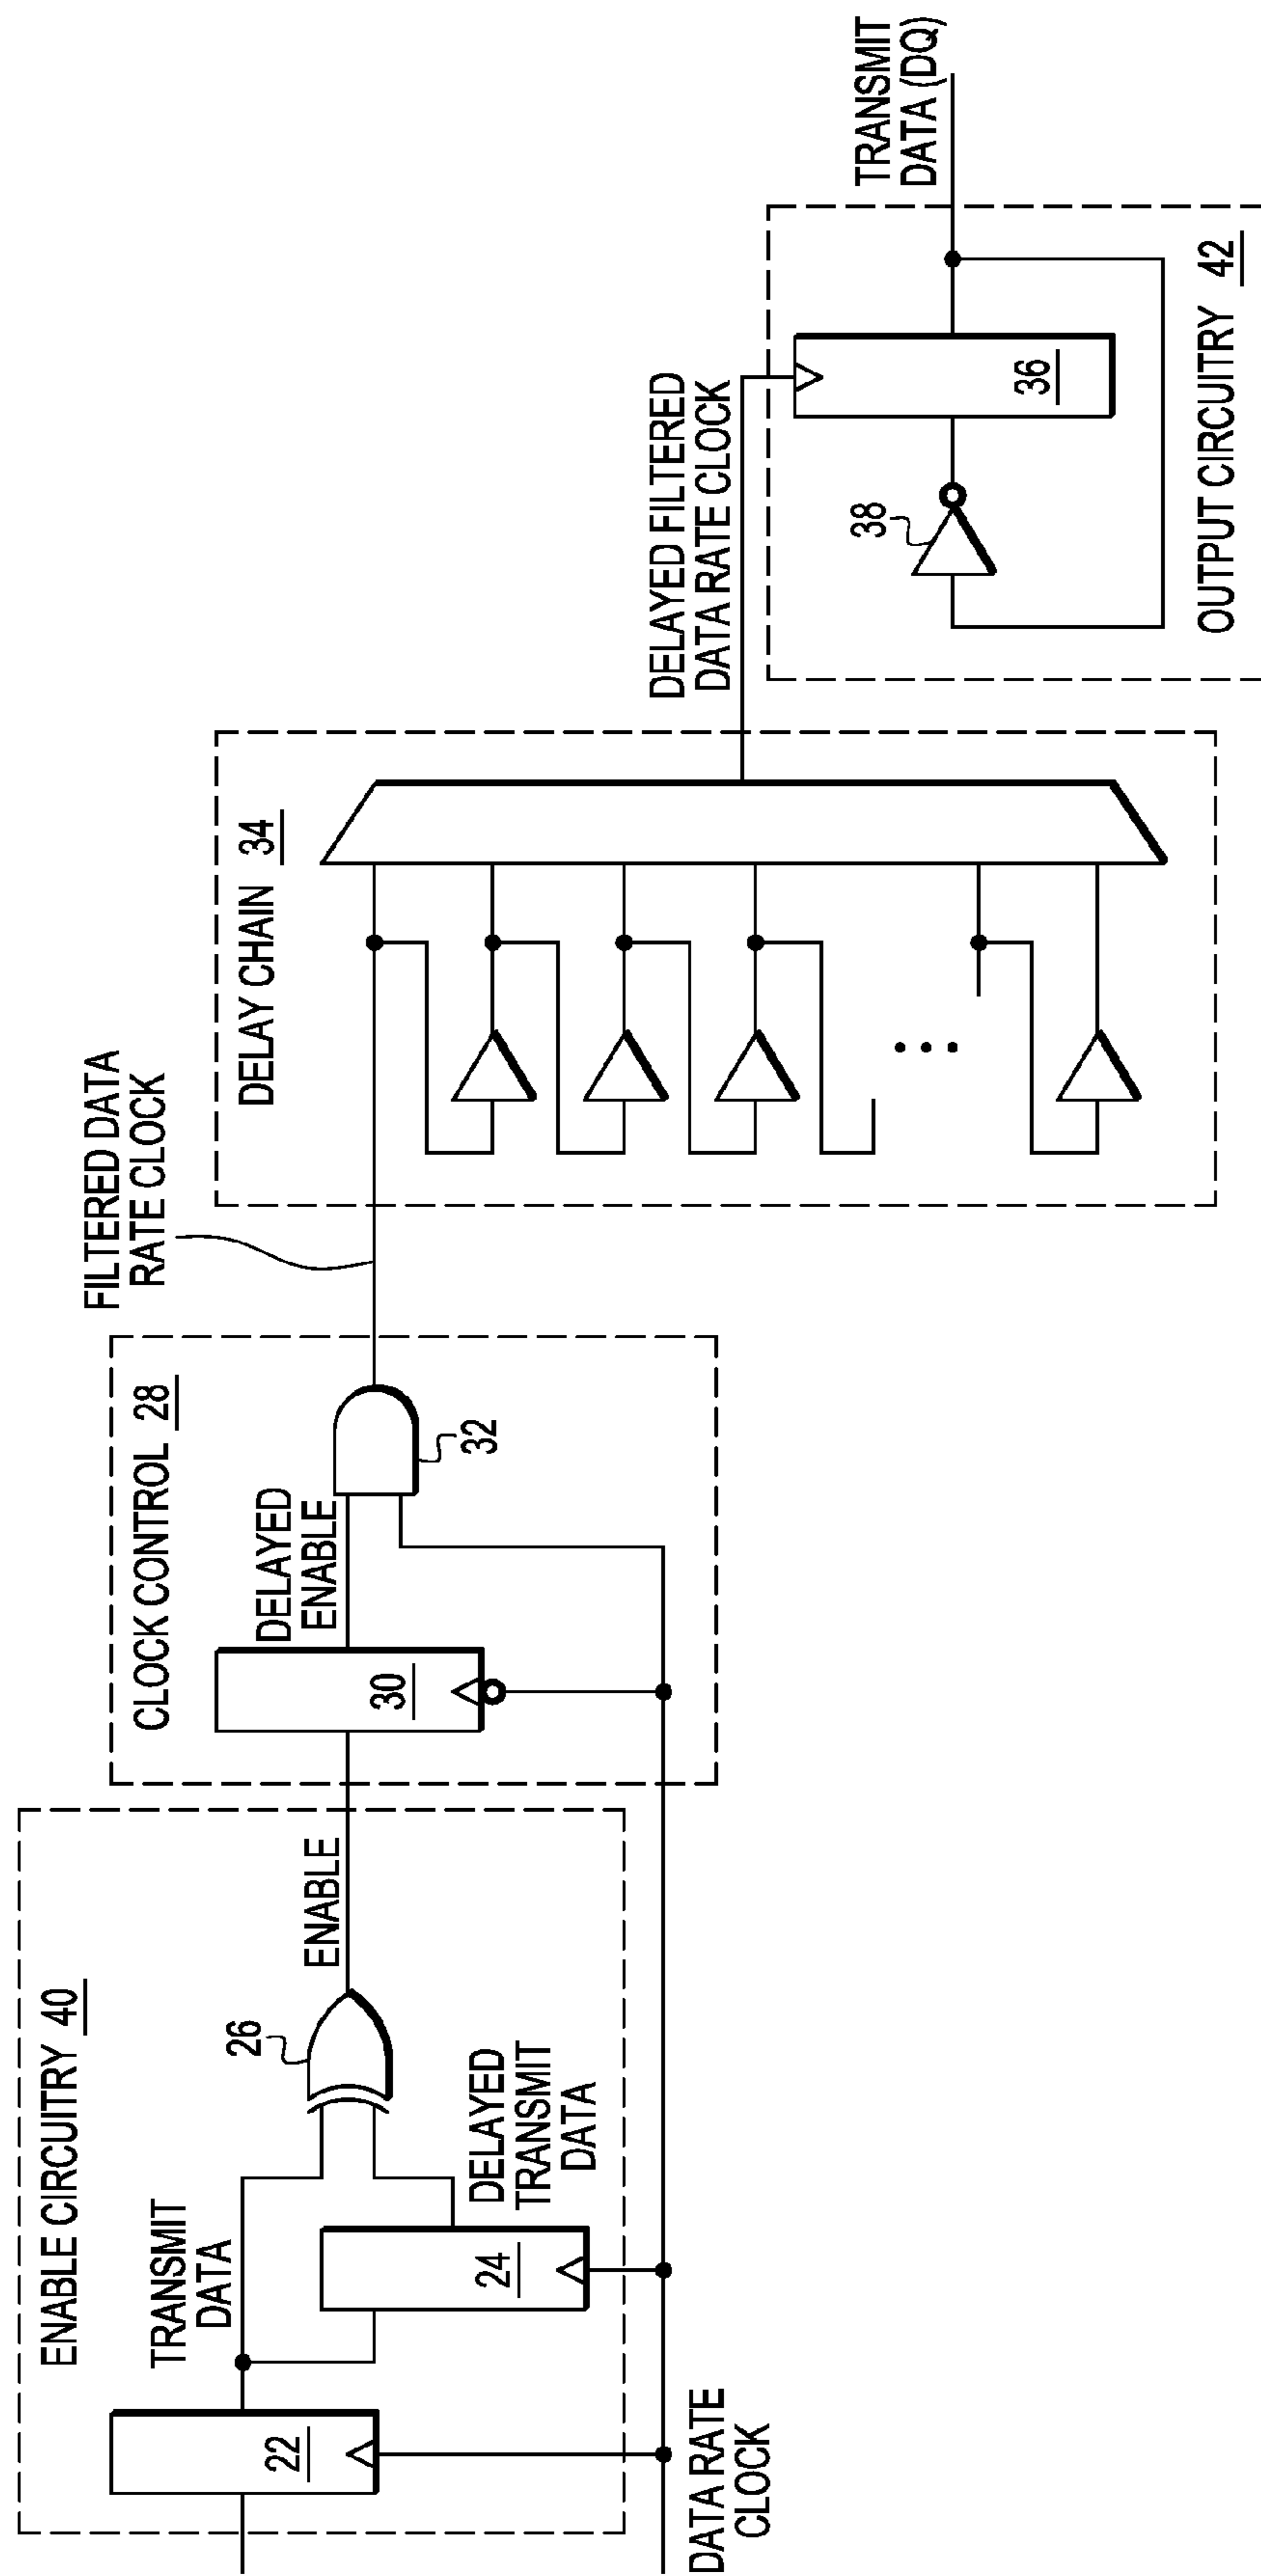 ENABLE CIRCUITRY 40
TRANSMIT
DATA
22
24
26
DELAYED
TRANSMIT
DATA
ENABLE
DATA RATE
CLOCK
CLOCK CONTROL 28
30
DELAYED
ENABLE
32
FILTERED DATA
RATE CLOCK
DELAY CHAIN 34
DELAYED FILTERED
DATA RATE CLOCK
38
36
OUTPUT CIRCUITRY 42
TRANSMIT
DATA (DQ)